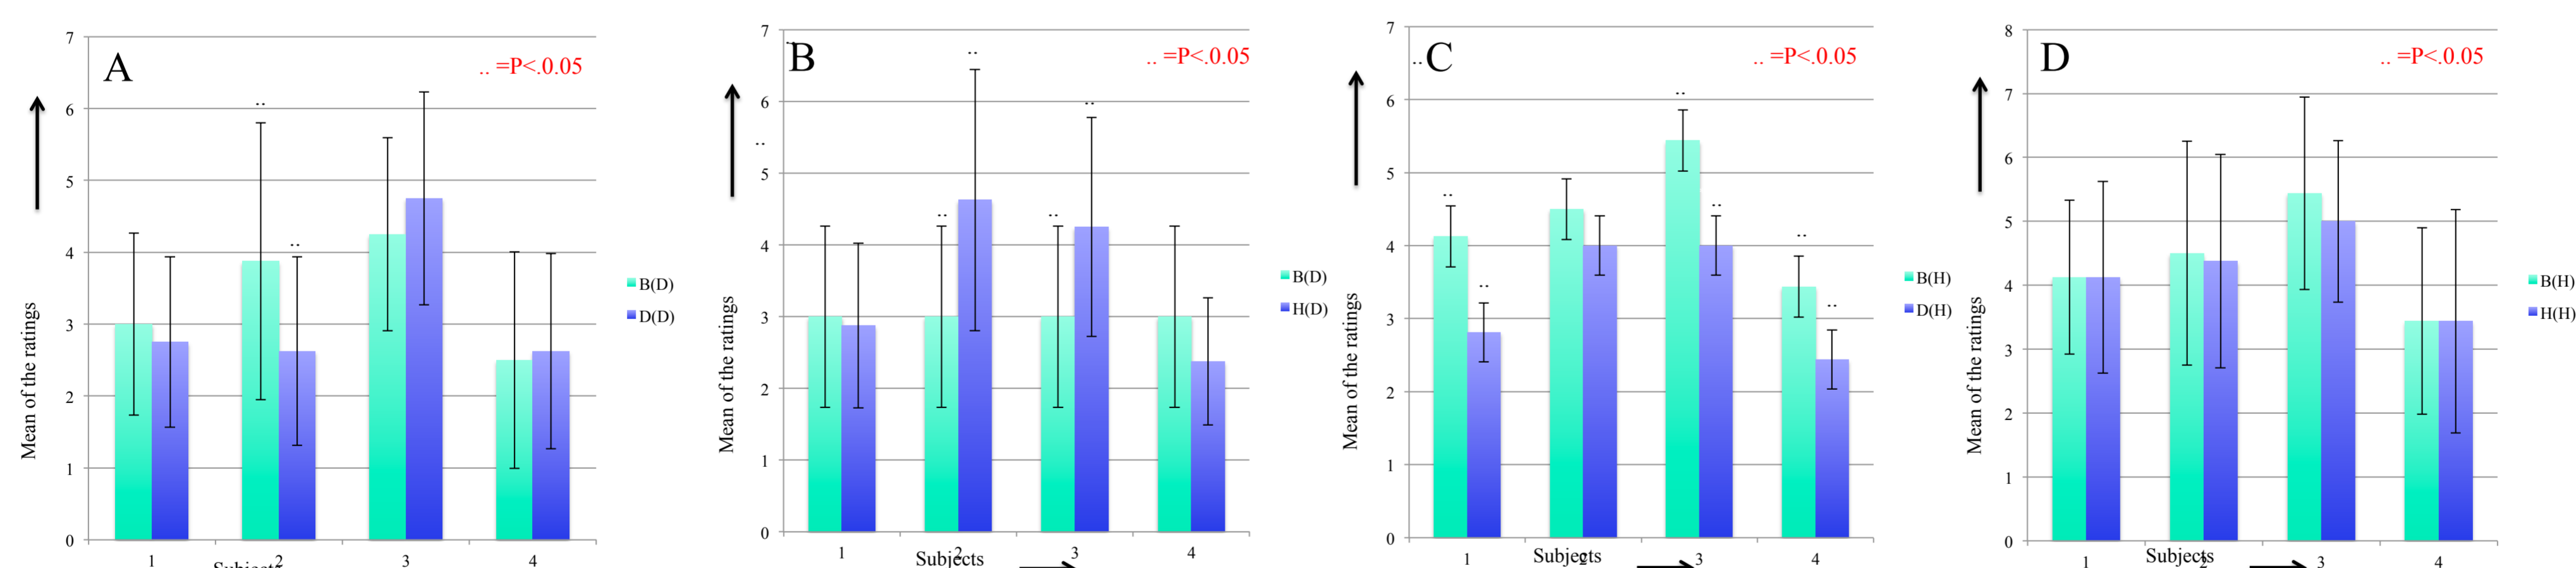 A
.. =P<.0.05
7
6
5
4
3
2
1
0
Mean of the ratings
1
2
3
4
B(D)
D(D)
B
.. =P<.0.05
7
6
5
4
3
2
1
0
Mean of the ratings
1
2
3
4
Subjects
B(D)
H(D)
C
.. =P<.0.05
7
6
5
4
3
2
1
0
Mean of the ratings
1
3
4
Subjects
B(H)
D(H)
D
.. =P<.0.05
8
7
6
5
4
3
2
1
0
Mean of the ratings
1
2
3
4
Subjects
B(H)
H(H)